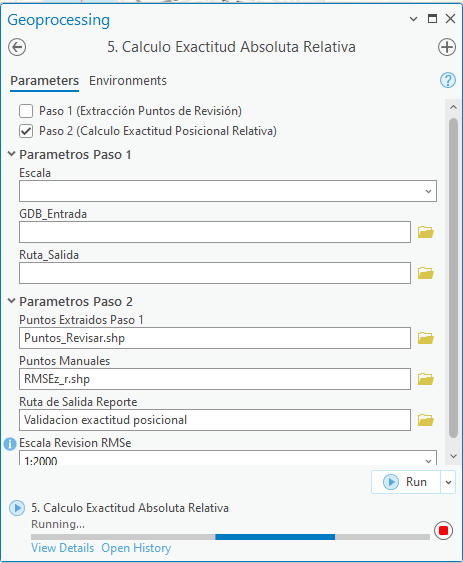 Geoprocessing
5. Calculo Exactitud Absoluta Relativa
Parameters Environments
Paso 1 (Extracción Puntos de Revisión)
Paso 2 (Calculo Exactitud Posicional Relativa)
Parametros Paso 1
Escala
GDB_Entrada
Ruta_Salida
Parametros Paso 2
Puntos Extraidos Paso 1
Puntos_Revisar.shp
Puntos Manuales
RMSEz_r.shp
Ruta de Salida Reporte
Validacion exactitud posicional
Escala Revision RMSe
1:2000
Run
5. Calculo Exactitud Absoluta Relativa
Running...
View Details Open History